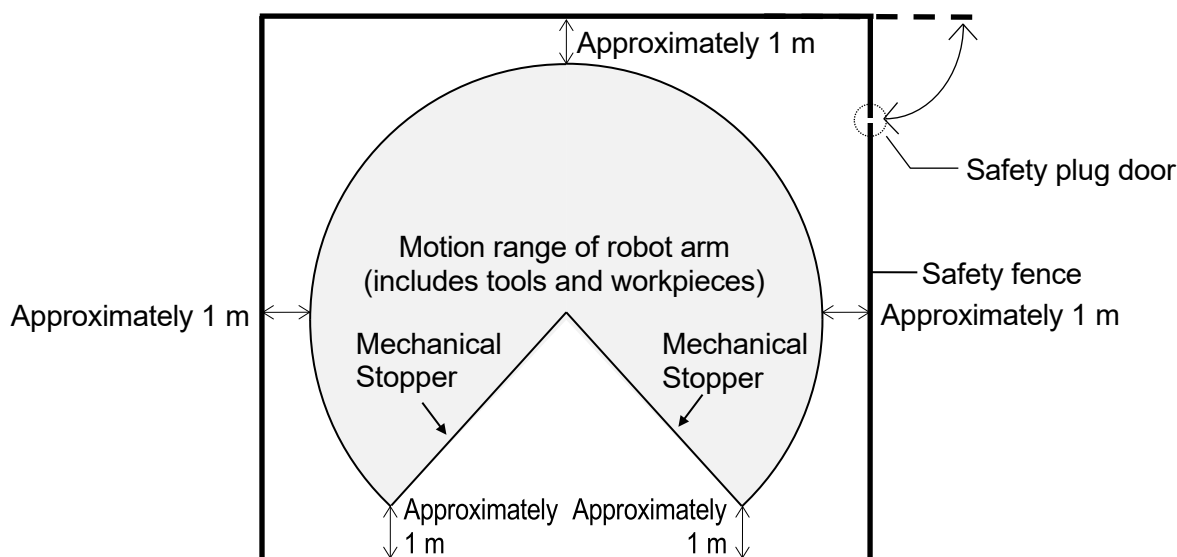 Approximately 1 m
Safety plug door
Motion range of robot arm
(includes tools and workpieces)
Safety fence
Approximately 1 m
Approximately 1 m
Mechanical
Stopper
Mechanical
Stopper
Approximately
1 m
Approximately
1 m